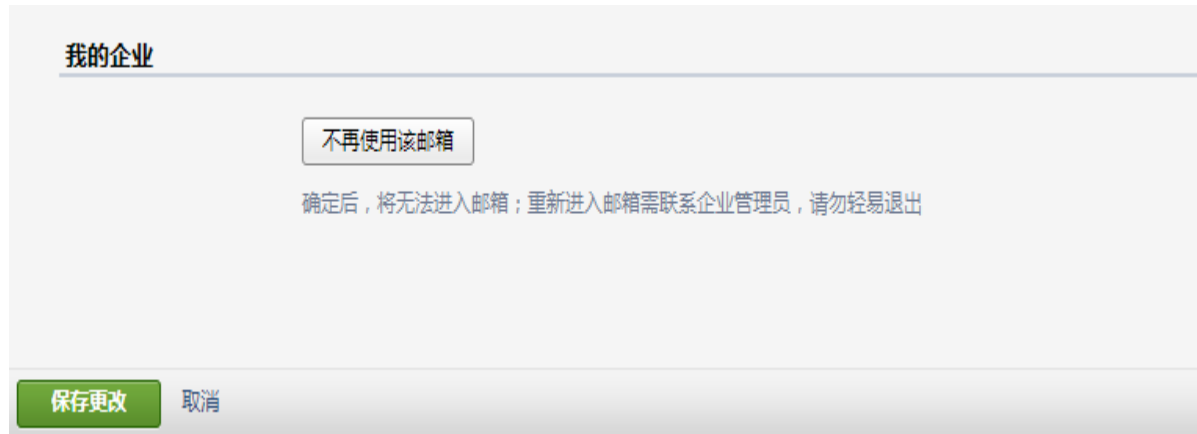 我的企业
不再使用该邮箱
确定后，将无法进入邮箱；重新进入邮箱需联系企业管理员，请勿轻易退出
保存更改 取消